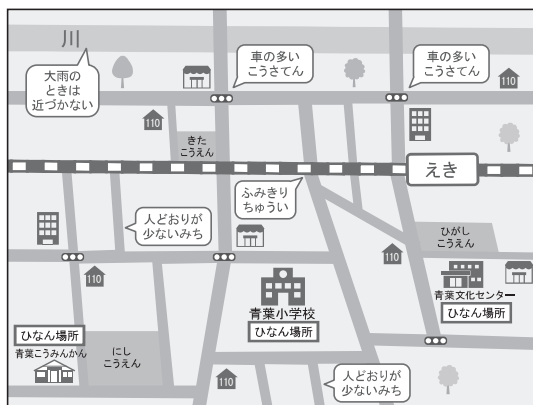 川
大雨の
ときは
近づかない
車の多い
こうさてん
車の多い
こうさてん
110
110
きた
こうえん
えき
ふみきり
ちゅうい
人どおりが
少ないみち
ひがし
こうえん
110
110
青葉小学校
ひなん場所
青葉文化センター
ひなん場所
ひなん場所
青葉こうみんかん
にし
こうえん
110
人どおりが
少ないみち